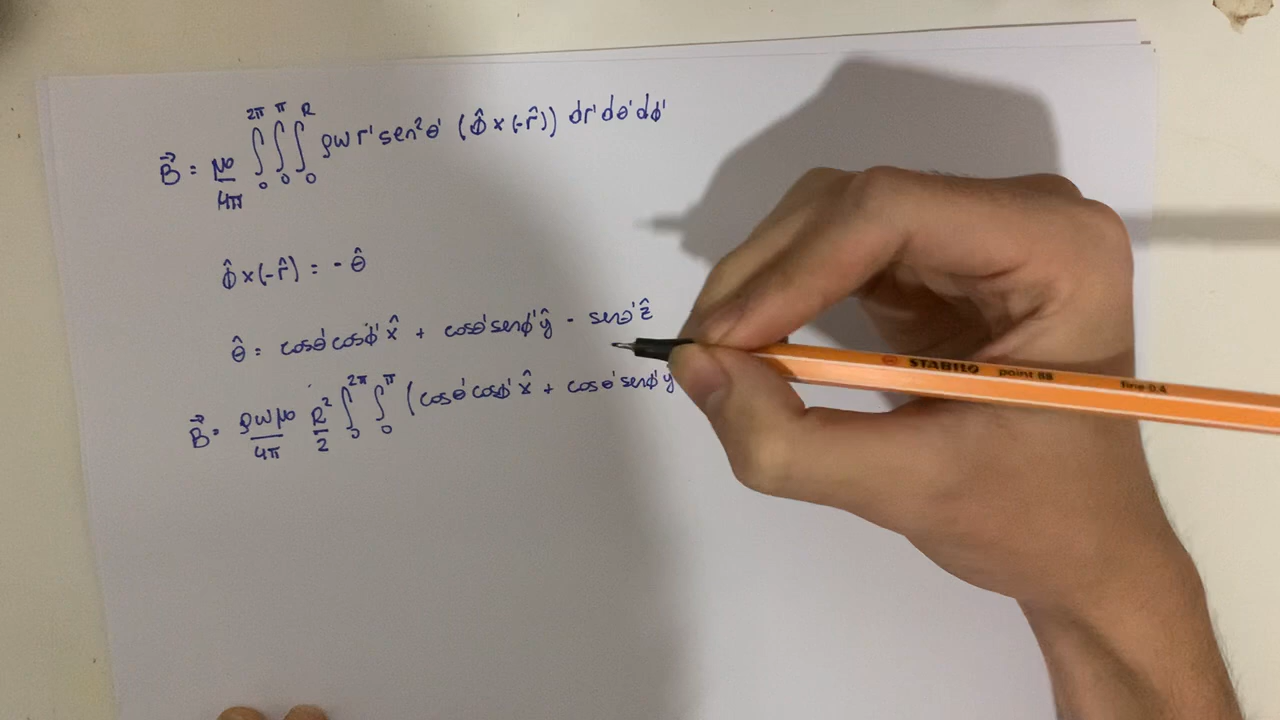 B⃗ = μ₀/4π ∫₀^2π ∫₀^π ∫₀^R ρωr' sen²θ' (φ̂ × (-r̂)) dr'dθ'dφ'
φ̂ × (-r̂) = - θ̂
θ̂ = cosθ'cosφ' x̂ + cosθ'senφ' ŷ - senθ' ẑ
B⃗ = ρωμ₀/4π R²/2 ∫₀^2π ∫₀^π (cosθ'cosφ' x̂ + cosθ'senφ' y
STABILO point 88 fine 0,4